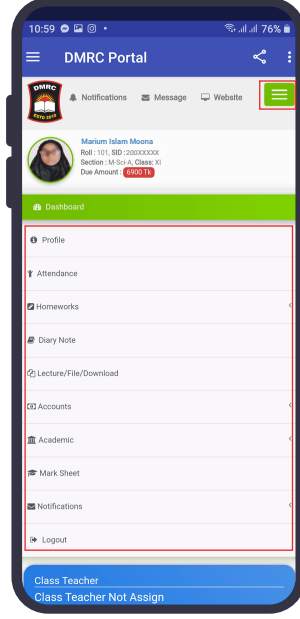 10:59 76%
DMRC Portal
DMRC
ESTD 2018
Notifications Message Website
Marium Islam Moona
Roll : 101, SID :200XXXXX
Section : M-Sci-A, Class: XI
Due Amount : 6900 Tk
Dashboard
Profile
Attendance
Homeworks
Diary Note
Lecture/File/Download
Accounts
Academic
Mark Sheet
Notifications
Logout
Class Teacher
Class Teacher Not Assign